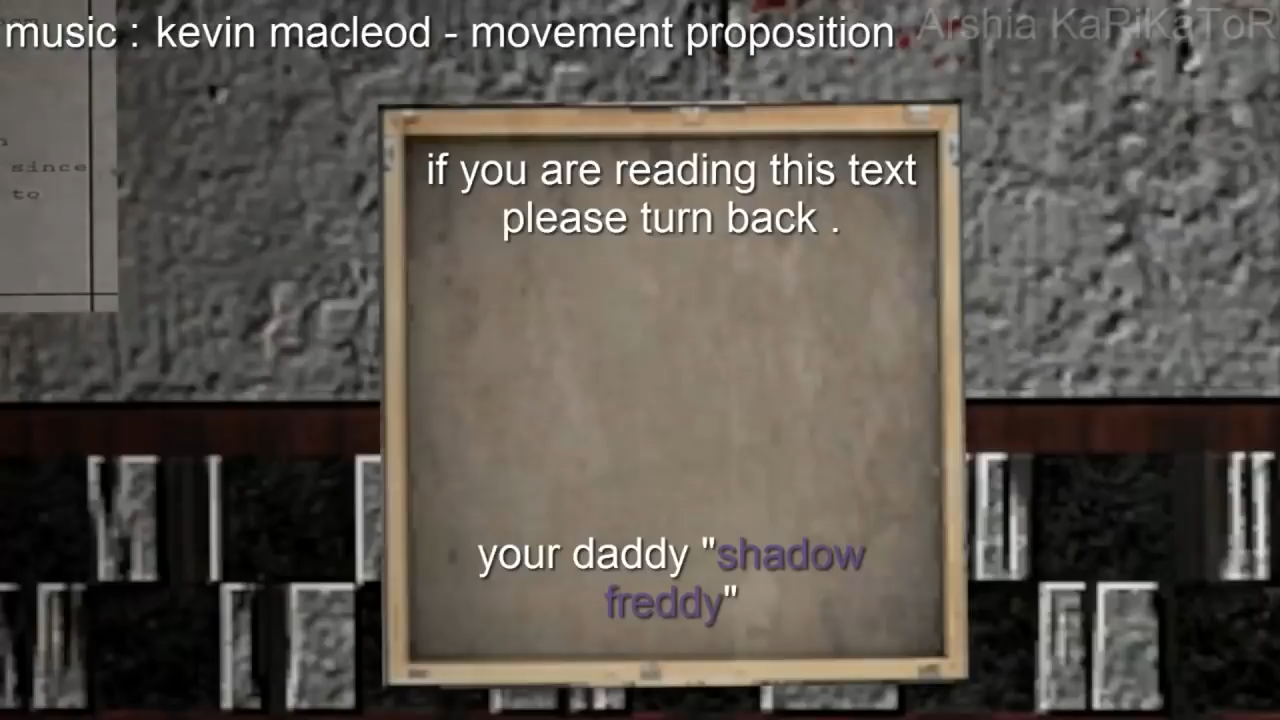 music : kevin macleod - movement proposition
Arshia KaRiKaToR
since
to
if you are reading this text
please turn back .
your daddy "shadow
freddy"